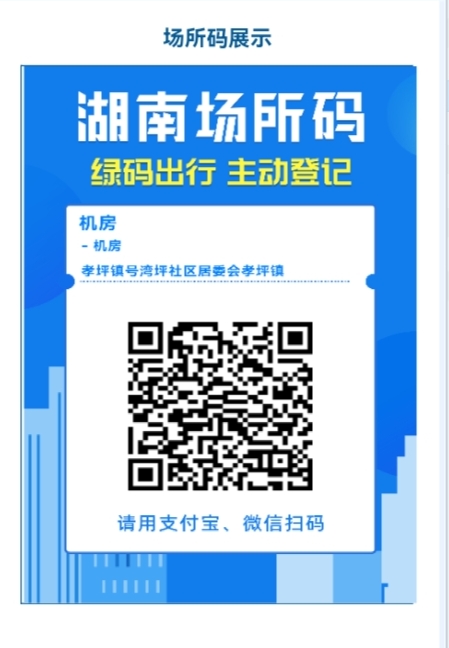 场所码展示
湖南场所码
绿码出行 主动登记
机房
- 机房
孝坪镇号湾坪社区居委会孝坪镇
请用支付宝、微信扫码